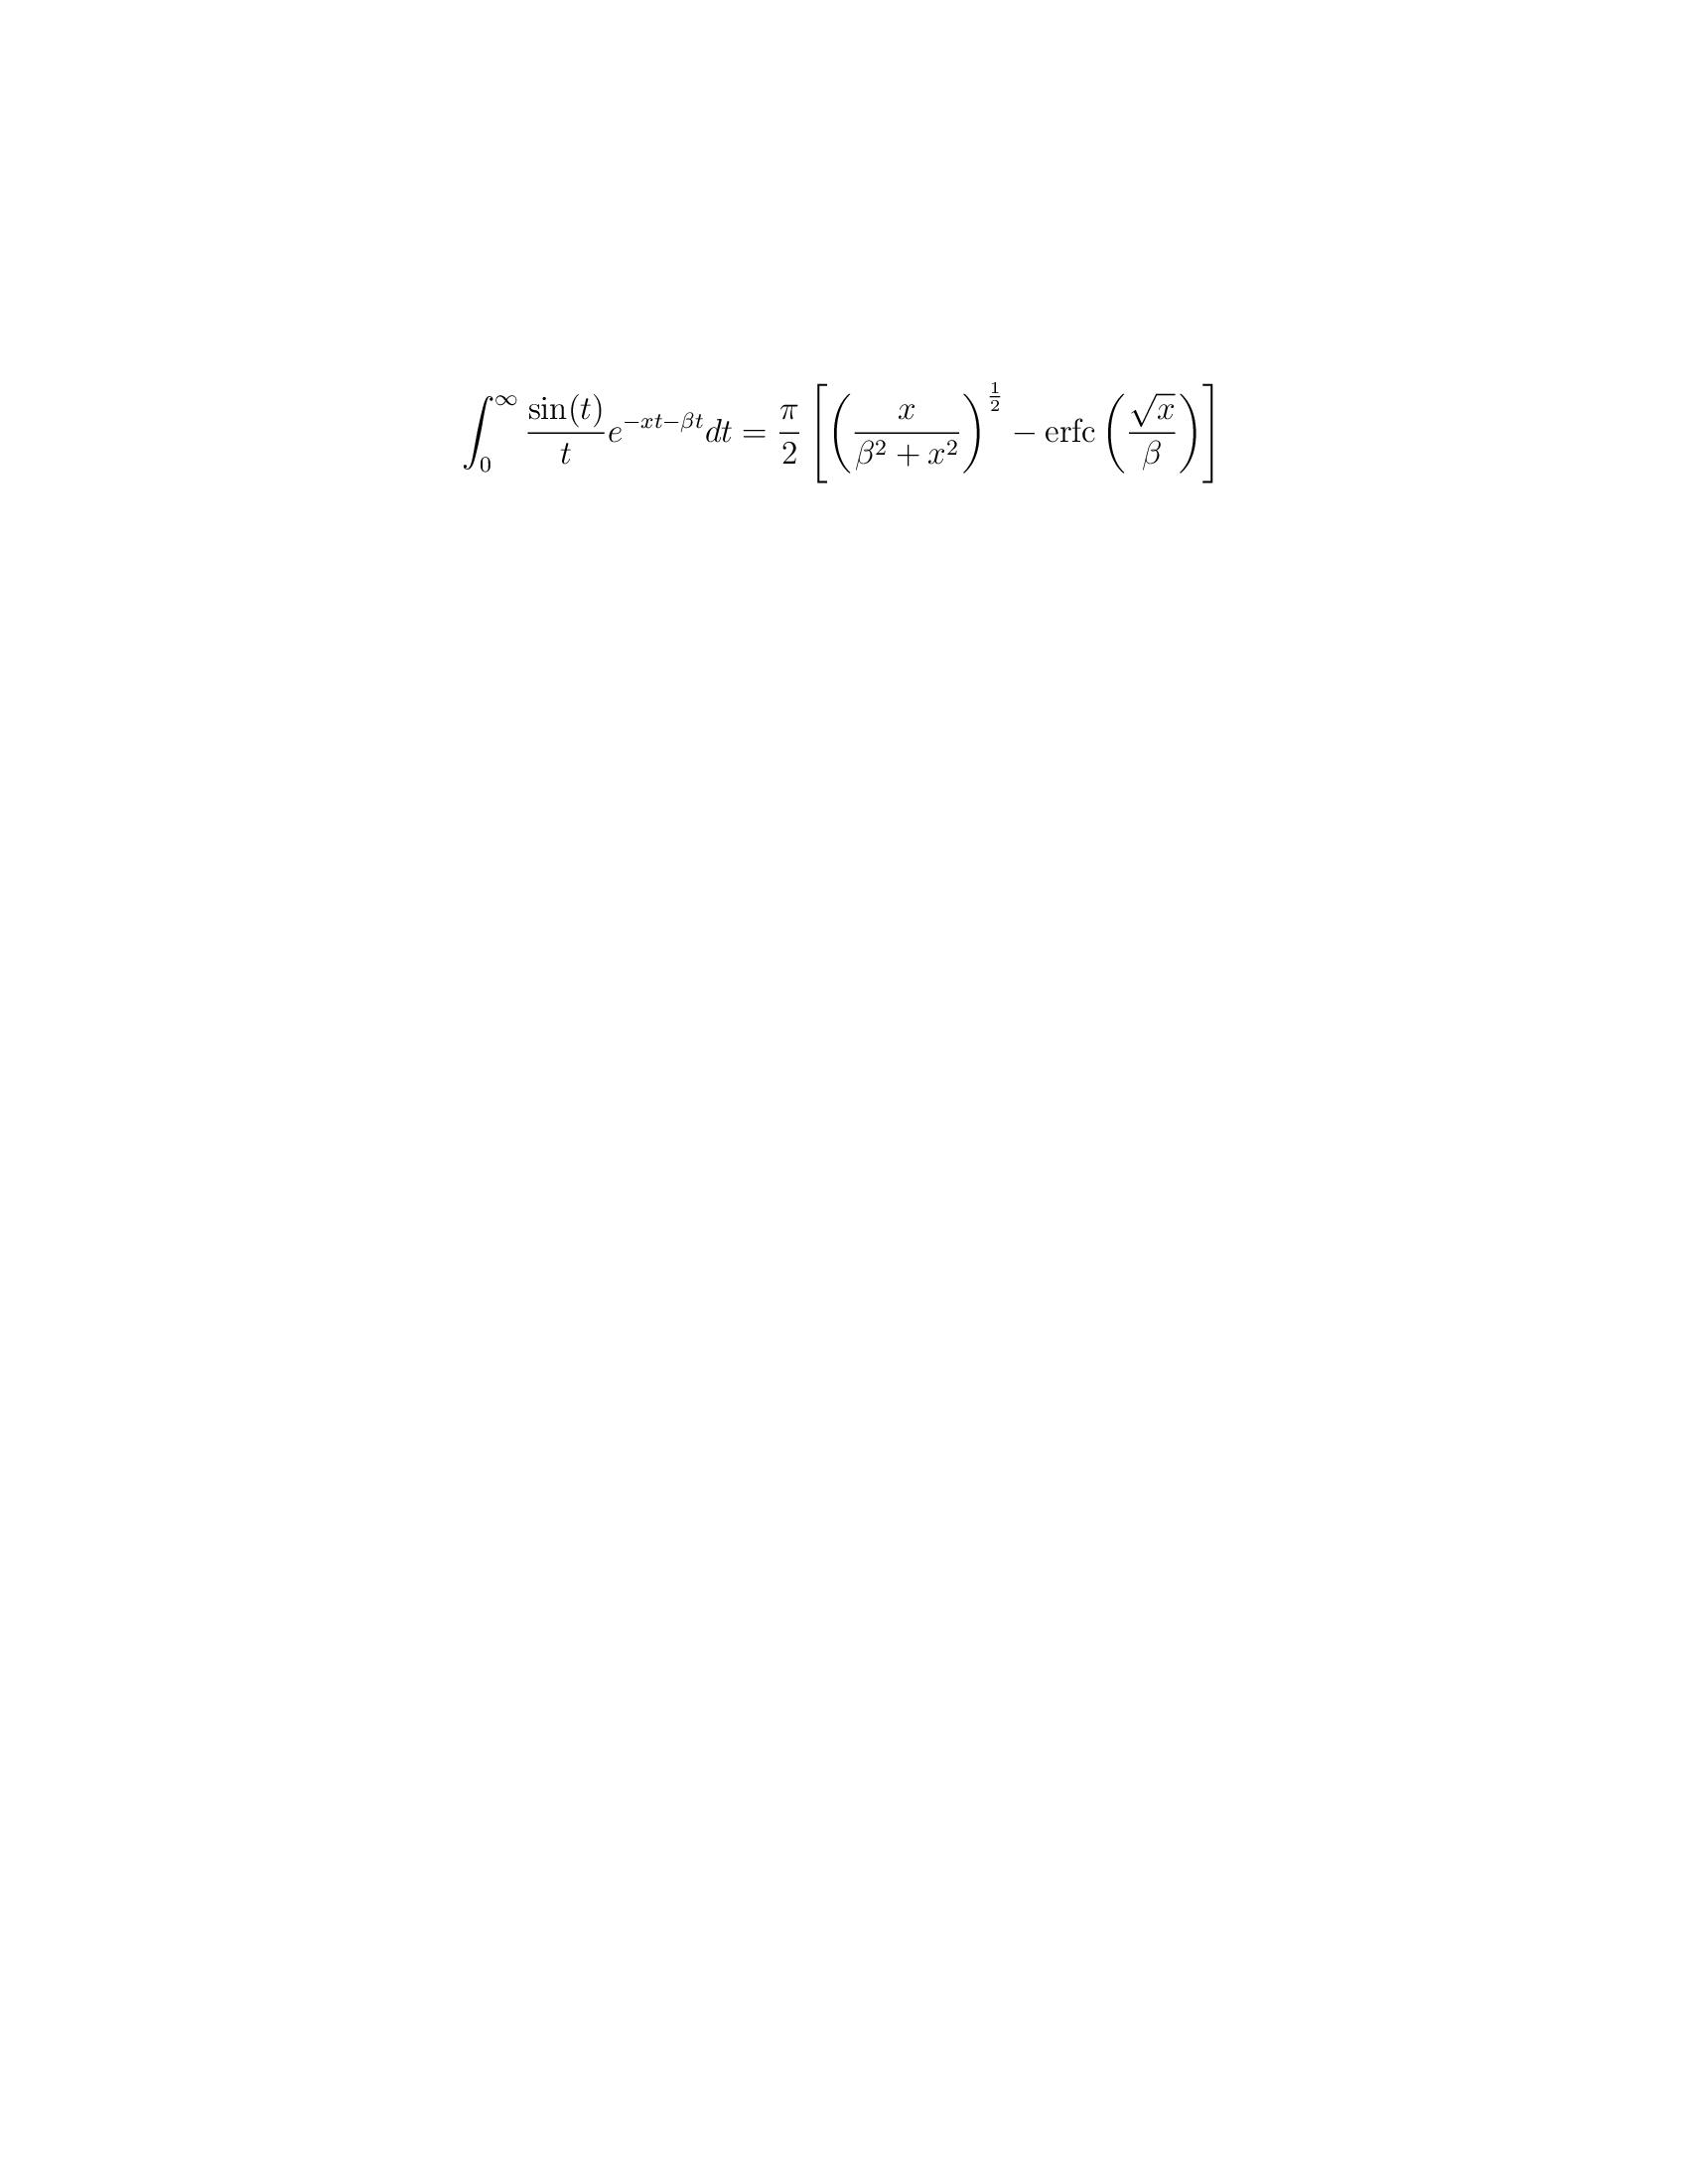 \int_0^\infty \frac{\sin(t)}{t} e^{-xt-\beta t} dt = \frac{\pi}{2} \left[ \left( \frac{x}{\beta^2 + x^2} \right)^{\frac{1}{2}} - \operatorname{erfc} \left( \frac{\sqrt{x}}{\beta} \right) \right]